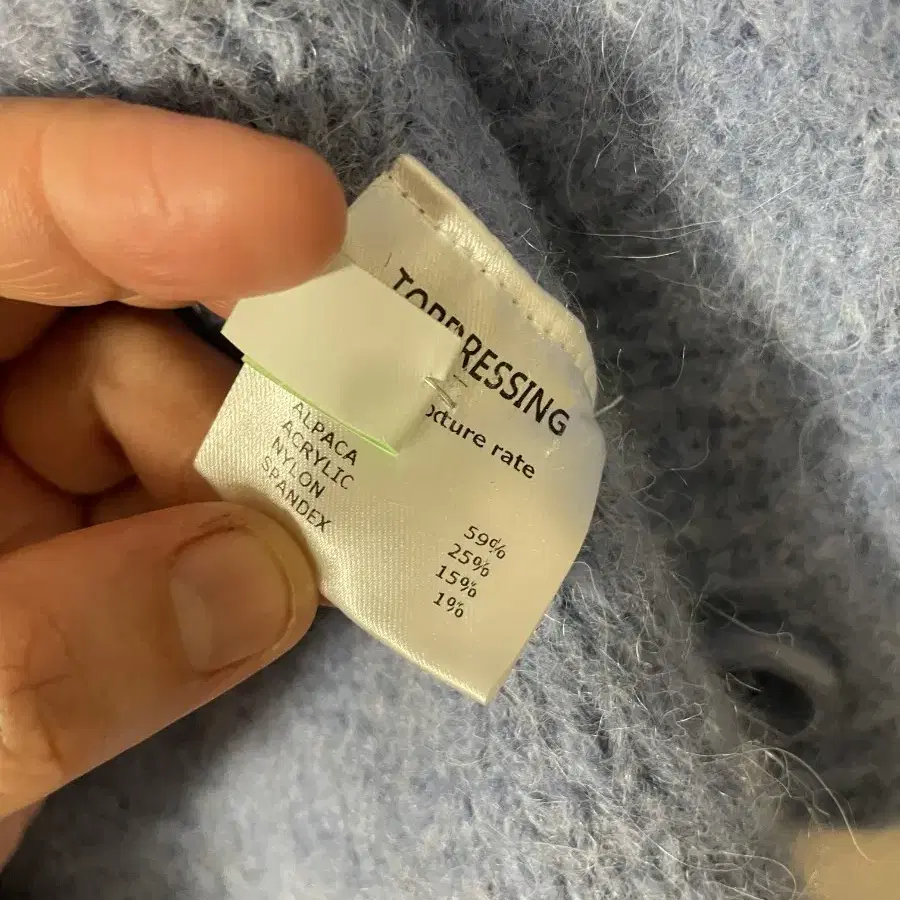 TOPDRESSING
xture rate
ALPACA 59%
ACRYLIC 25%
NYLON 15%
SPANDEX 1%